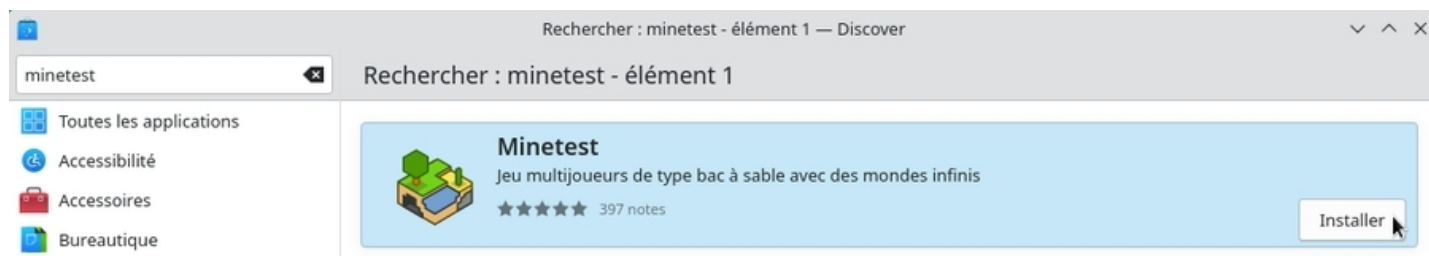 Rechercher : minetest - élément 1 — Discover
minetest
Rechercher : minetest - élément 1
Toutes les applications
Accessibilité
Accessoires
Bureautique
Minetest
Jeu multijoueurs de type bac à sable avec des mondes infinis
397 notes
Installer